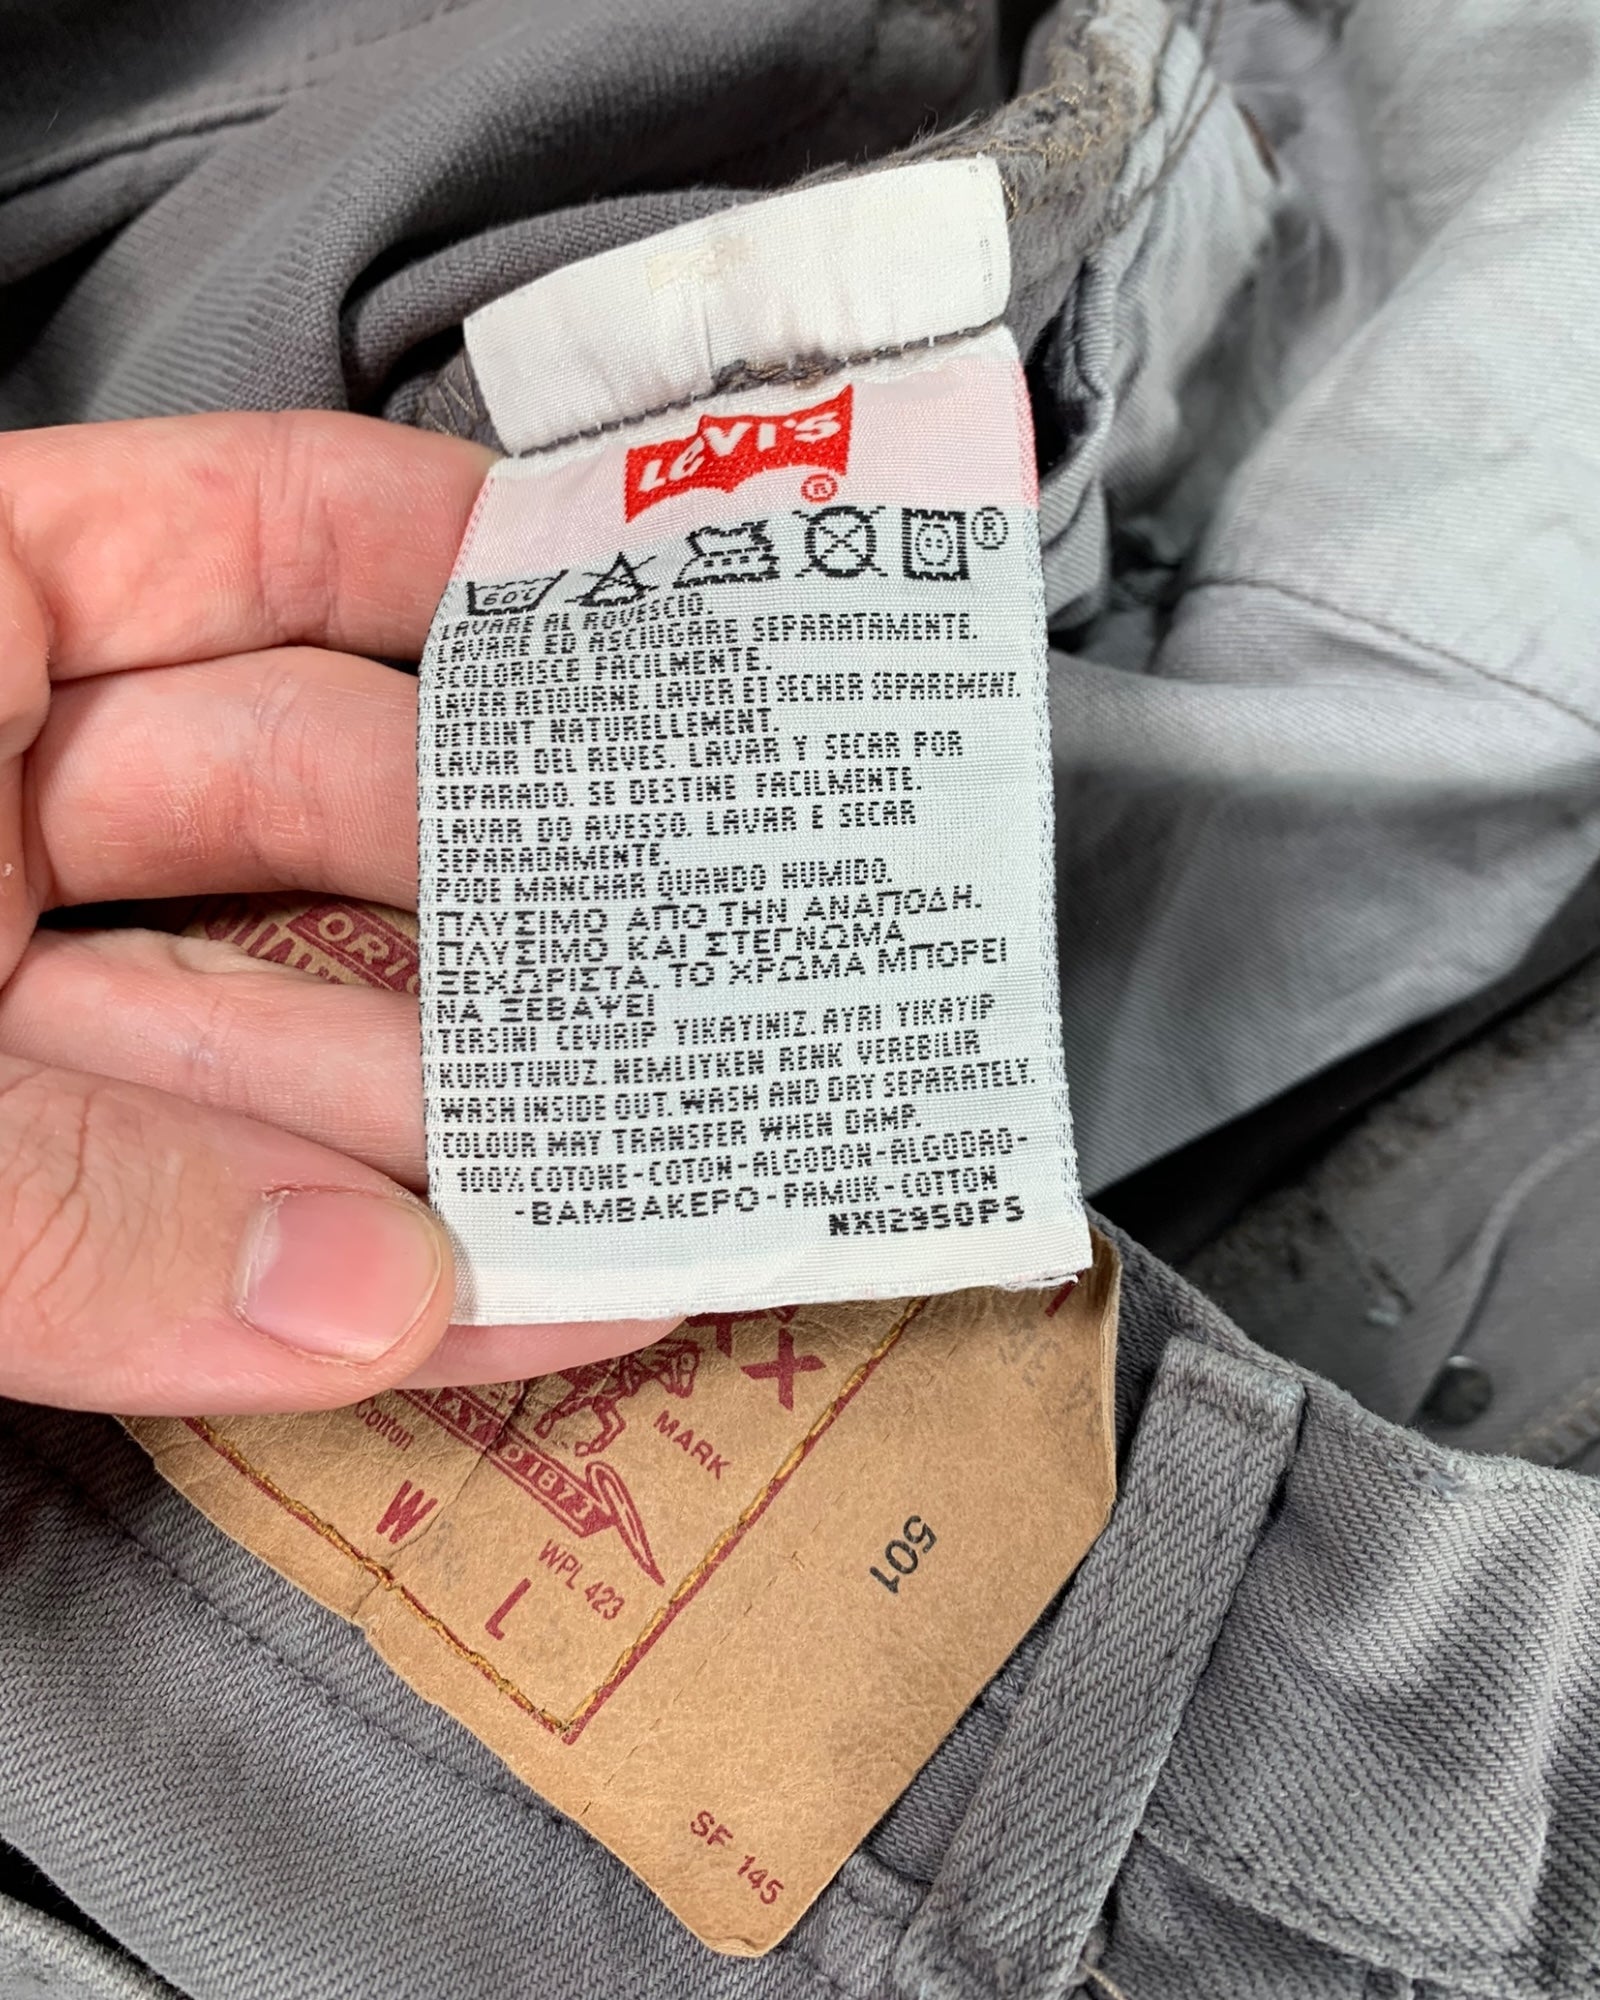 LEVI'S
®
60C ®
LAVARE AL ROVESCIO.
LAVARE ED ASCIUGARE SEPARATAMENTE.
SCOLORISCE FACILMENTE.
LAVER RETOURNE. LAVER ET SECHER SEPAREMENT.
DETEINT NATURELLEMENT.
LAVAR DEL REVES. LAVAR Y SECAR POR
SEPARADO. SE DESTINE FACILMENTE.
LAVAR DO AVESSO. LAVAR E SECAR
SEPARADAMENTE.
PODE MANCHAR QUANDO HUMIDO.
ΠΛΥΣΙΜΟ ΑΠΟ ΤΗΝ ΑΝΑΠΟΔΗ.
ΠΛΥΣΙΜΟ ΚΑΙ ΣΤΕΓΝΩΜΑ
ΞΕΧΩΡΙΣΤΑ. ΤΟ ΧΡΩΜΑ ΜΠΟΡΕΙ
ΝΑ ΞΕΒΑΨΕΙ
TERSINI CEVIRIP YIKAYINIZ. AYRI YIKAYIP
KURUTUNUZ. NEMLIYKEN RENK VEREBILIR
WASH INSIDE OUT. WASH AND DRY SEPARATELY.
COLOUR MAY TRANSFER WHEN DAMP.
100% COTONE-COTON-ALGODON-ALGODAO-
-ΒΑΜΒΑΚΕΡΟ-PAMUK-COTTON
NX12950PS
MARK
Cotton
1873
W
WPL 423
L
501
SF 145